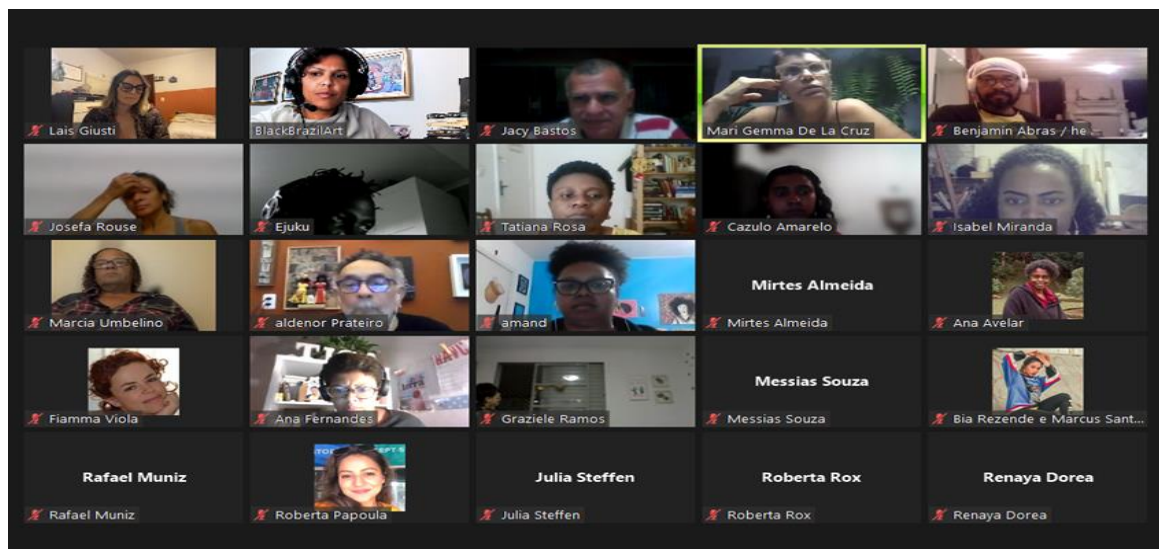 Lais Giusti
BlackBrazilArt
Jacy Bastos
Mari Gemma De La Cruz
Benjamin Abras / he ...
Josefa Rouse
Ejuku
Tatiana Rosa
Cazulo Amarelo
Isabel Miranda
Marcia Umbelino
aldenor Prateiro
amand
Mirtes Almeida
Mirtes Almeida
Ana Avelar
Fiamma Viola
Ana Fernandes
Graziele Ramos
Messias Souza
Messias Souza
Bia Rezende e Marcus Sant...
Rafael Muniz
Rafael Muniz
Roberta Papoula
Julia Steffen
Julia Steffen
Roberta Rox
Roberta Rox
Renaya Dorea
Renaya Dorea